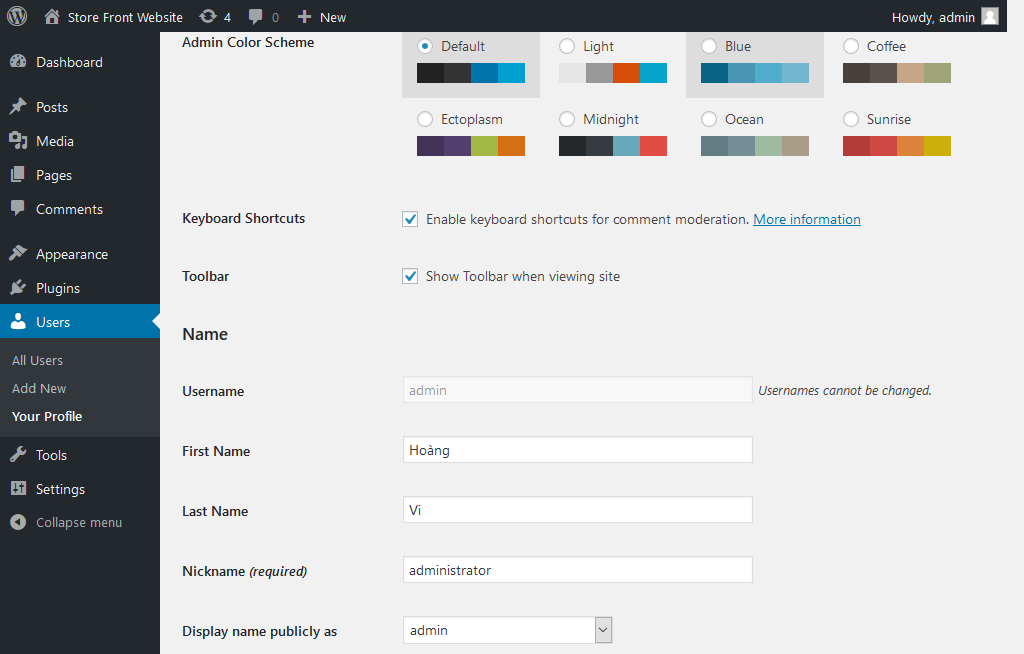 Store Front Website 4 0 New Howdy, admin
Dashboard
Posts
Media
Pages
Comments
Appearance
Plugins
Users
All Users
Add New
Your Profile
Tools
Settings
Collapse menu
Admin Color Scheme
Default Light Blue Coffee
Ectoplasm Midnight Ocean Sunrise
Keyboard Shortcuts Enable keyboard shortcuts for comment moderation. More information
Toolbar Show Toolbar when viewing site
Name
Username admin Usernames cannot be changed.
First Name Hoàng
Last Name Vi
Nickname (required) administrator
Display name publicly as admin